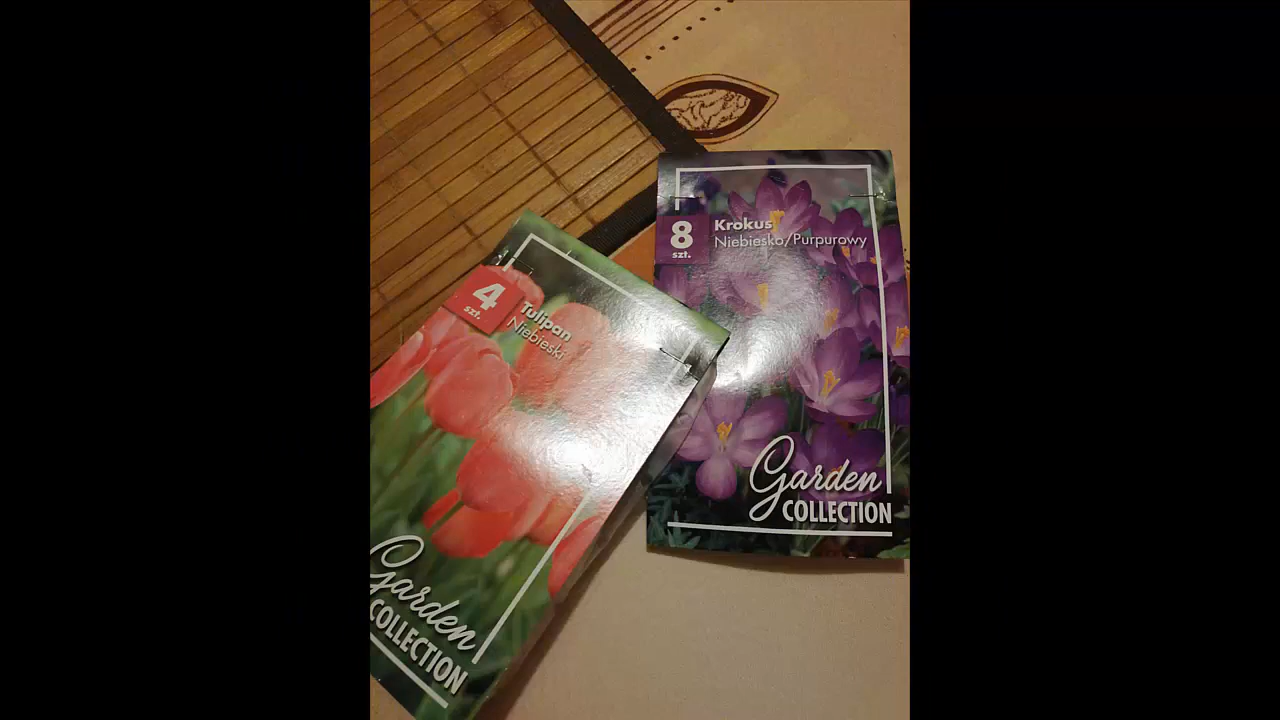 4
szt.
Tulipan
Niebieski
Garden
COLLECTION
8
szt.
Krokus
Niebiesko/Purpurowy
Garden
COLLECTION